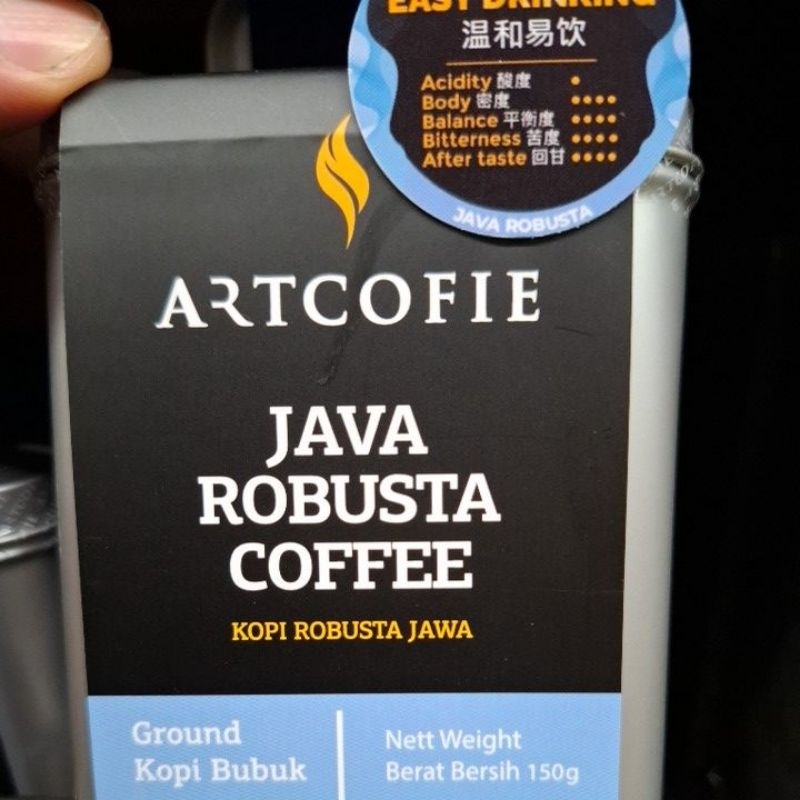 EASY DRINKING
温和易饮
Acidity 酸度 •
Body 密度 ••••
Balance 平衡度 ••••
Bitterness 苦度 ••••
After taste 回甘 ••••
JAVA ROBUSTA
ARTCOFIE
JAVA
ROBUSTA
COFFEE
KOPI ROBUSTA JAWA
Ground
Kopi Bubuk
Nett Weight
Berat Bersih 150g